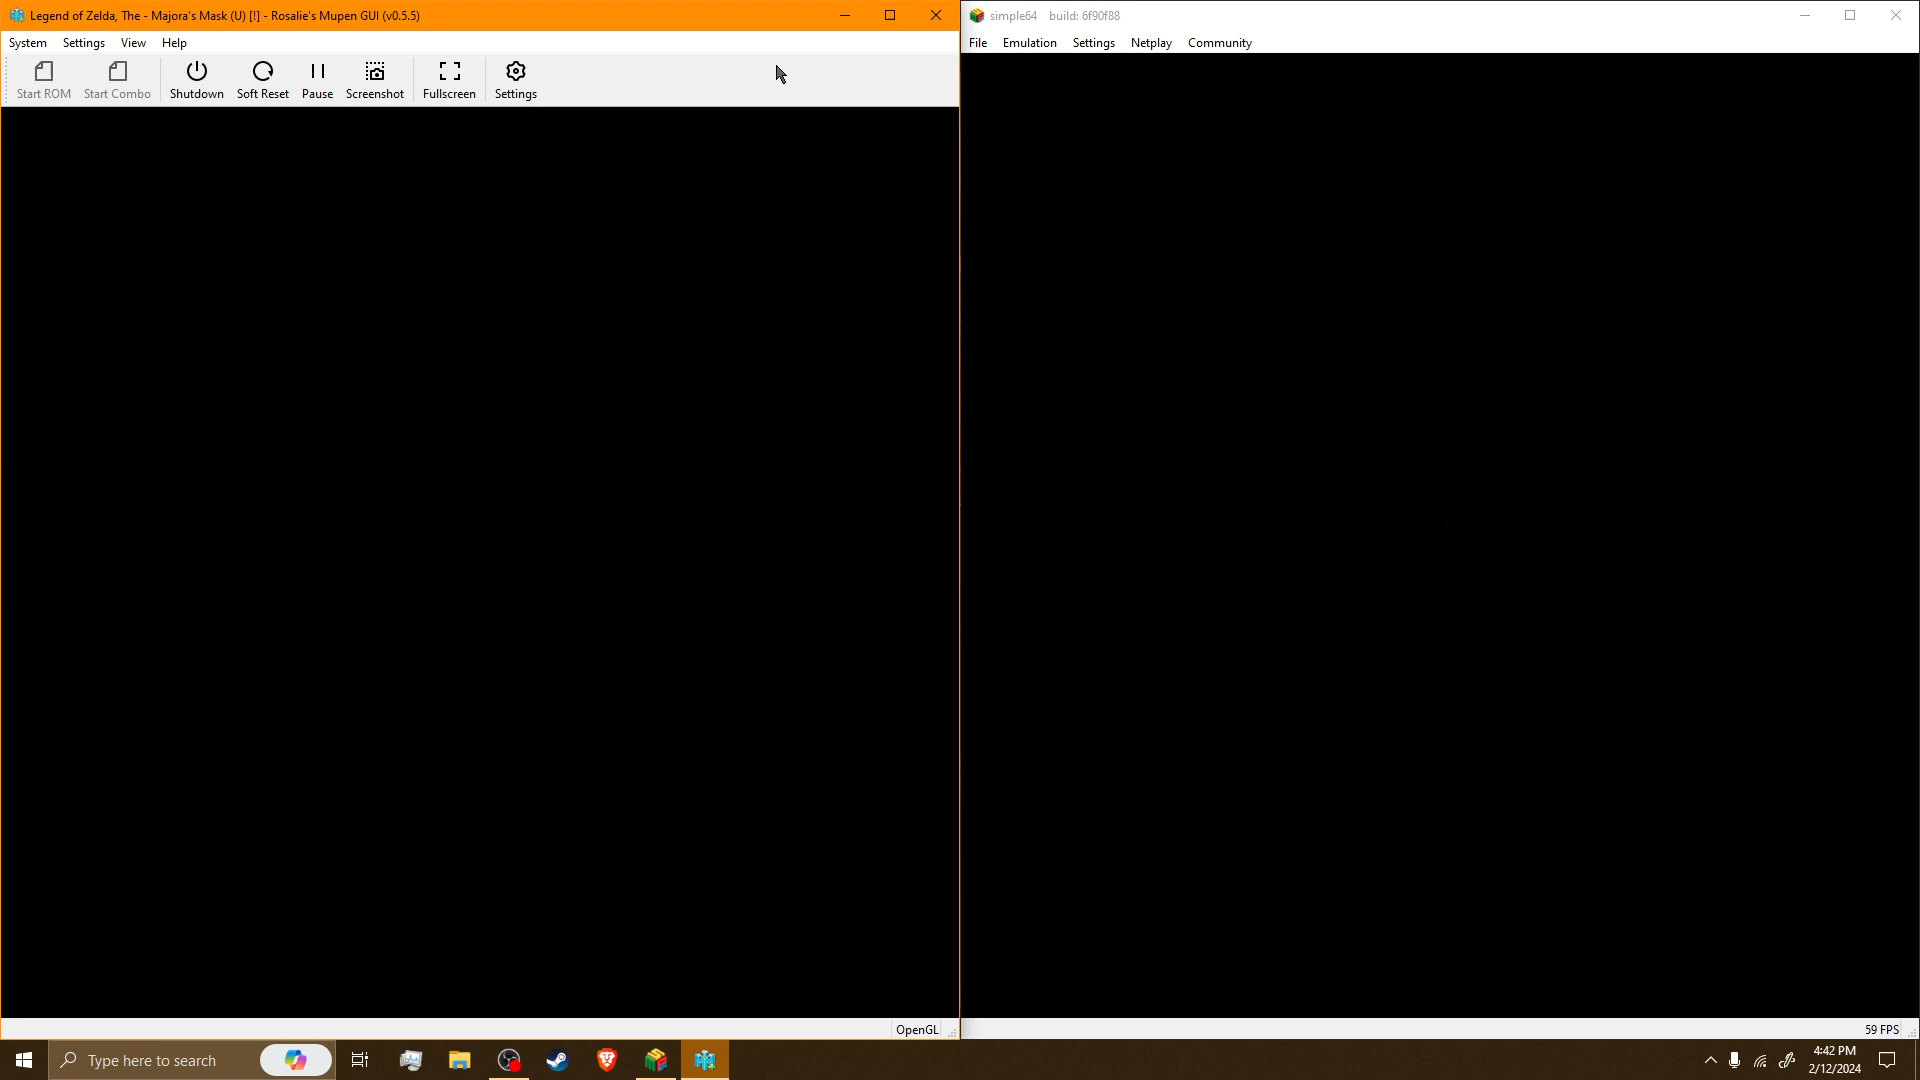 Legend of Zelda, The - Majora's Mask (U) [!] - Rosalie's Mupen GUI (v0.5.5)
System Settings View Help
Start ROM Start Combo Shutdown Soft Reset Pause Screenshot Fullscreen Settings
OpenGL
simple64 build: 6f90f88
File Emulation Settings Netplay Community
59 FPS
Type here to search
4:42 PM
2/12/2024